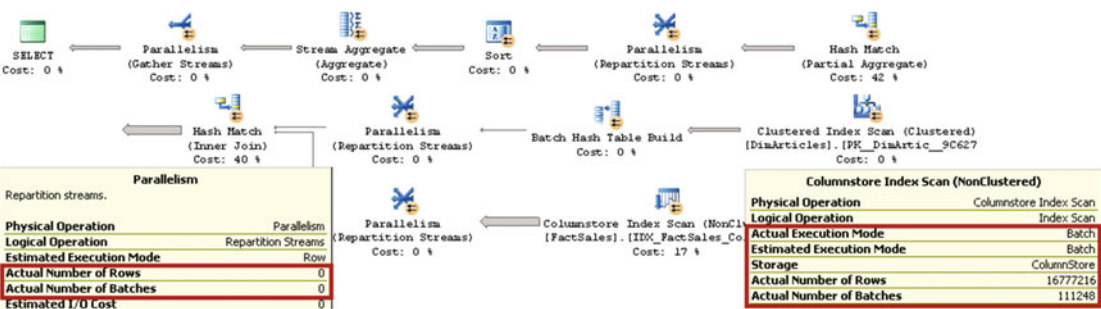 SELECT
Cost: 0 %
Parallelism
(Gather Streams)
Cost: 0 %
Stream Aggregate
(Aggregate)
Cost: 0 %
Sort
Cost: 0 %
Parallelism
(Repartition Streams)
Cost: 0 %
Hash Match
(Partial Aggregate)
Cost: 42 %
Hash Match
(Inner Join)
Cost: 40 %
Parallelism
(Repartition Streams)
Cost: 0 %
Batch Hash Table Build
Cost: 0 %
Clustered Index Scan (Clustered)
[DimArticles].[PK__DimArtic__9C627
Cost: 0 %
Parallelism
Repartition streams.
Physical Operation Parallelism
Logical Operation Repartition Streams
Estimated Execution Mode Row
Actual Number of Rows 0
Actual Number of Batches 0
Estimated I/O Cost 0
Parallelism
(Repartition Streams)
Cost: 0 %
Columnstore Index Scan (NonCl
[FactSales].[IDX_FactSales_Co
Cost: 17 %
Columnstore Index Scan (NonClustered)
Physical Operation Columnstore Index Scan
Logical Operation Index Scan
Actual Execution Mode Batch
Estimated Execution Mode Batch
Storage ColumnStore
Actual Number of Rows 16777216
Actual Number of Batches 111248